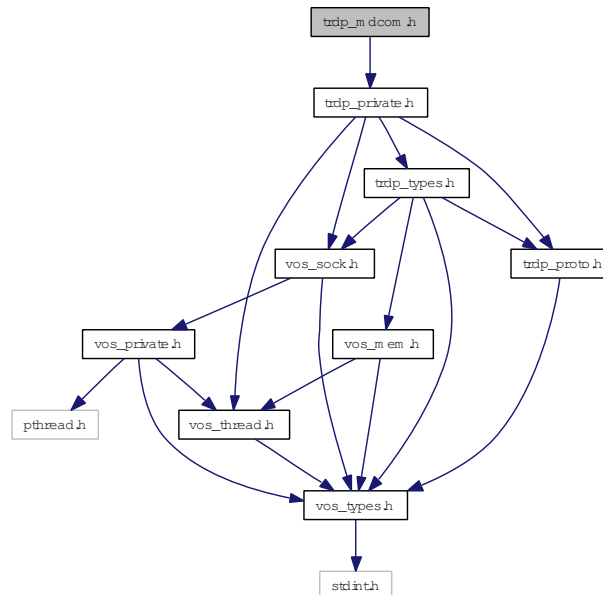 trdp_mdcom.h
trdp_private.h
trdp_types.h
vos_sock.h
trdp_proto.h
vos_private.h
vos_mem.h
pthread.h
vos_thread.h
vos_types.h
stdint.h